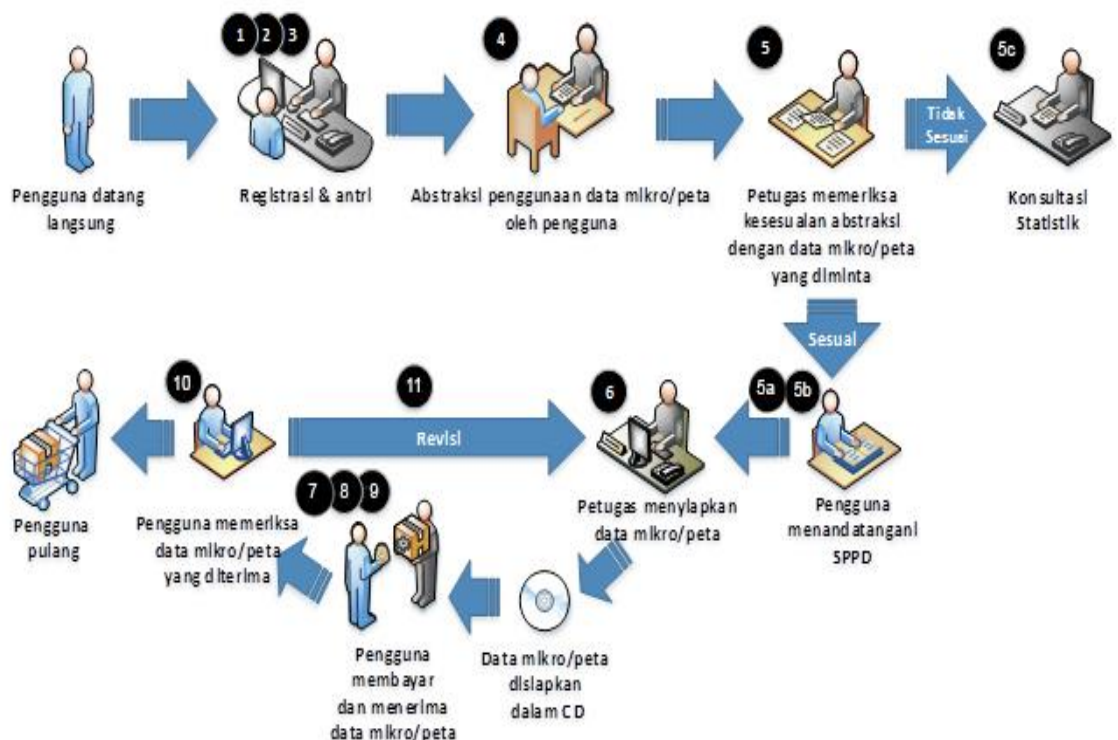 1 2 3
4
5
5c
Pengguna datang
langsung
Registrasi & antri
Abstraksi penggunaan data mikro/peta
oleh pengguna
Petugas memeriksa
kesesuaian abstraksi
dengan data mikro/peta
yang diminta
Tidak
Sesuai
Konsultasi
Statistik
Sesuai
10
11
6
5a 5b
Revisi
Pengguna
pulang
Pengguna memeriksa
data mikro/peta
yang diterima
7 8 9
Petugas menyiapkan
data mikro/peta
Pengguna
menandatangani
SPPD
Pengguna
membayar
dan menerima
data mikro/peta
Data mikro/peta
disiapkan
dalam CD